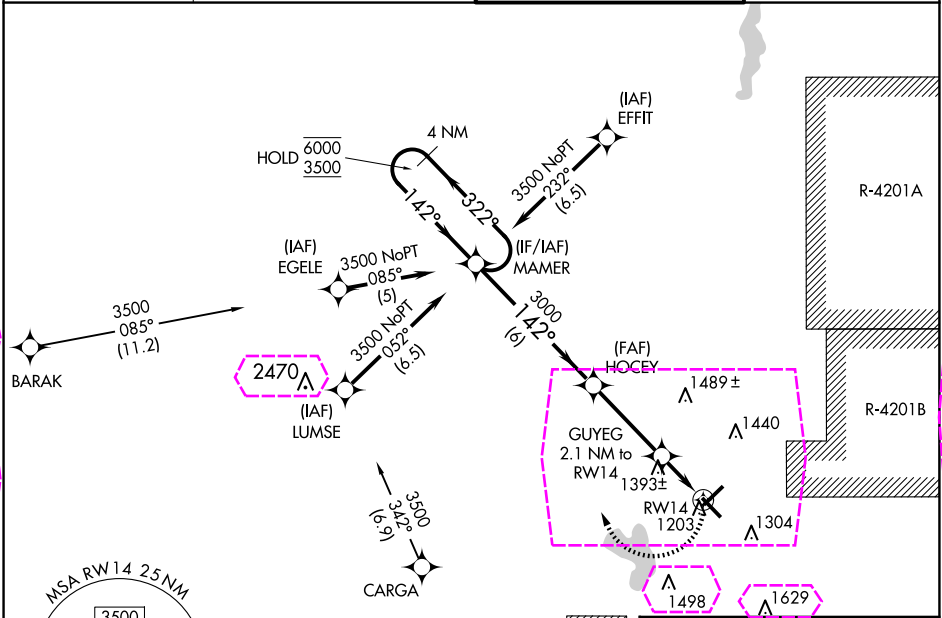 (IAF)
EFFIT
4 NM
HOLD 6000
3500
3500 NoPT
232°
(6.5)
R-4201A
142°
322°
(IAF)
EGELE
3500 NoPT
085°
(5)
(IF/IAF)
MAMER
3500
085°
(11.2)
3000
142°
(6)
3500 NoPT
052°
(6.5)
BARAK
2470
(IAF)
LUMSE
(FAF)
HOCEY
1489 ±
R-4201B
1440
GUYEG
2.1 NM to
RW14
1393±
RW14
1203
1304
3500
342°
(6.9)
CARGA
MSA RW14 25 NM
3500
1498
1629